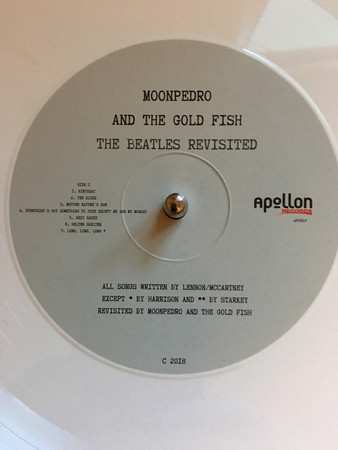 MOONPEDRO
AND THE GOLD FISH
THE BEATLES REVISITED
SIDE C
1. BIRTHDAY
2. YER BLUES
3. MOTHER NATURE'S SON
4. EVERYBODY'S GOT SOMETHING TO HIDE EXCEPT ME AND MY MONKEY
5. SEXY SADIE
6. HELTER SKELTER
7. LONG, LONG, LONG *
Apollon
RECORDS
ALL SONGS WRITTEN BY LENNON/MCCARTNEY
EXCEPT * BY HARRISON AND ** BY STARKEY
REVISITED BY MOONPEDRO AND THE GOLD FISH
C 2018